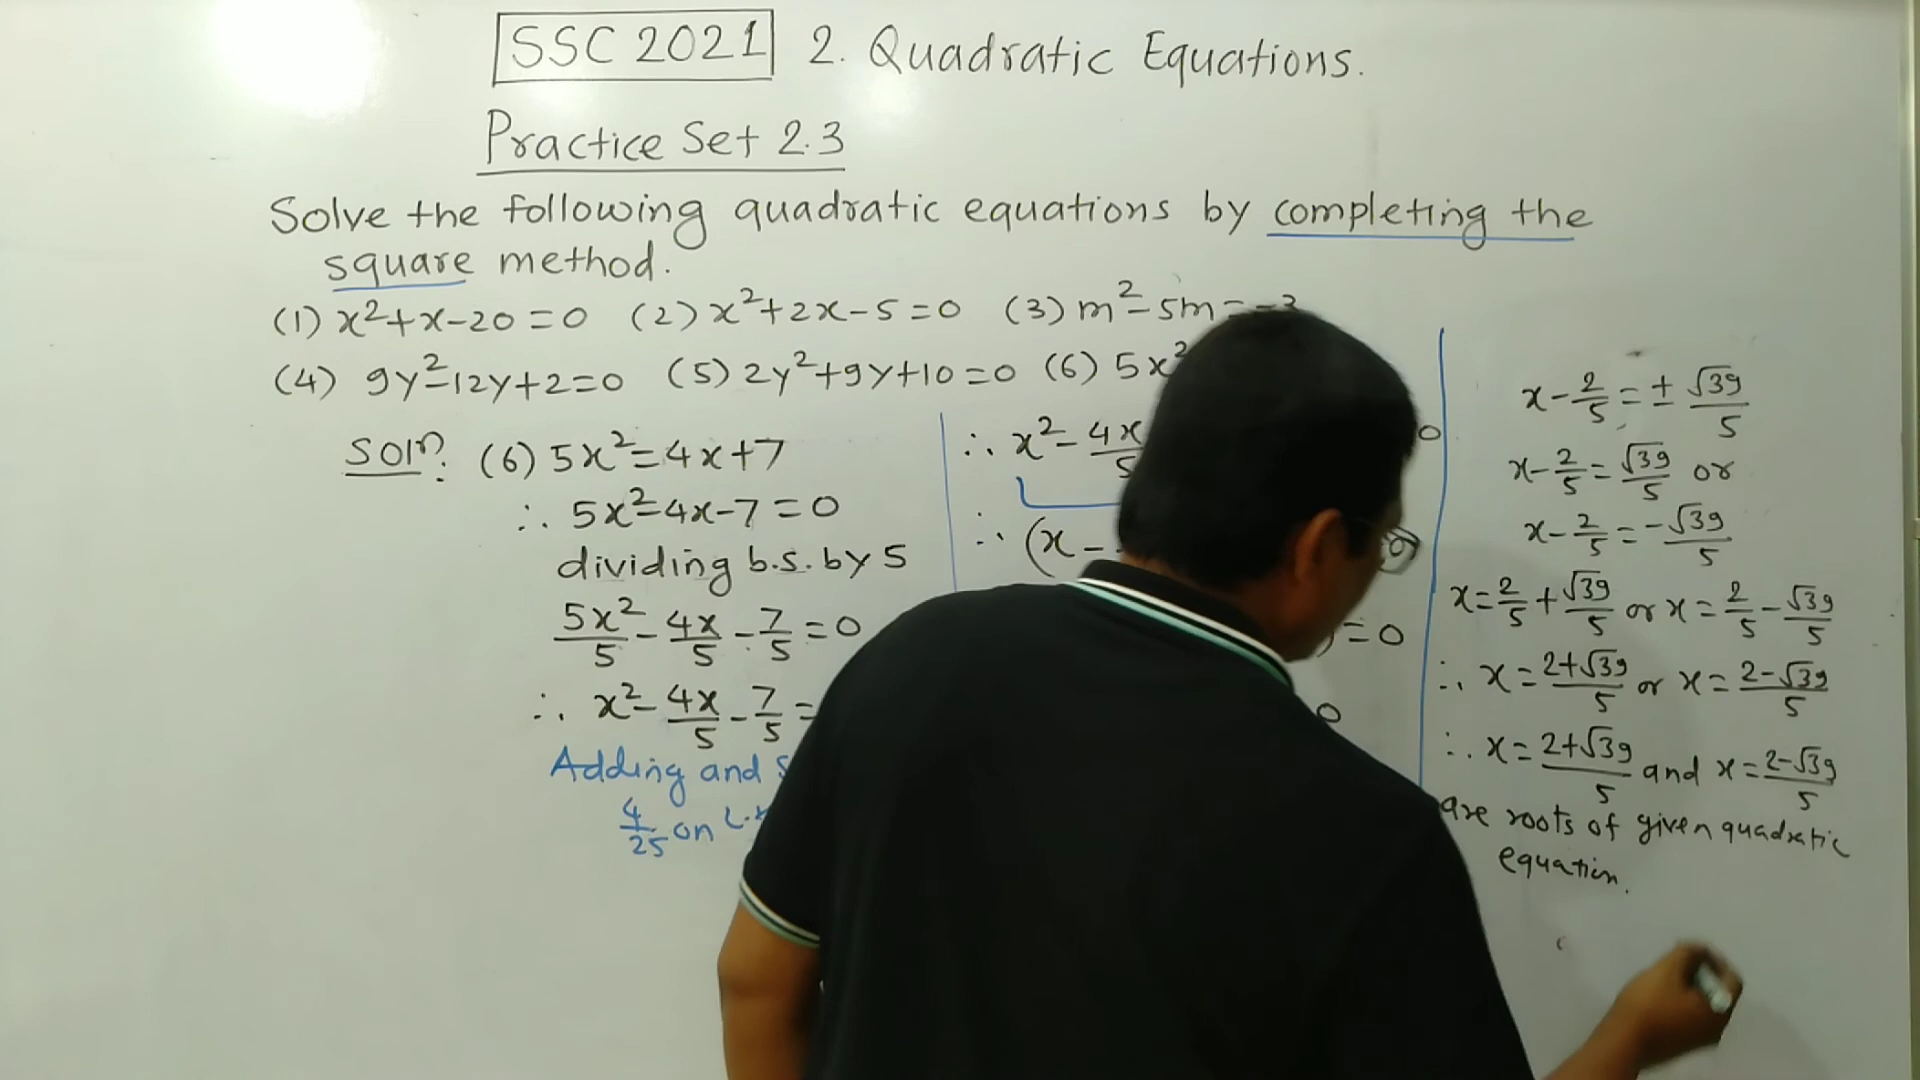 SSC 2021 2. Quadratic Equations.
Practice Set 2.3
Solve the following quadratic equations by completing the
square method.
(1) x²+x-20=0 (2) x²+2x-5=0 (3) m²-5m=-3
(4) 9y²-12y+2=0 (5) 2y²+9y+10=0 (6) 5x²
Solⁿ. (6) 5x²=4x+7
∴ 5x²-4x-7=0
dividing b.s. by 5
5x²/5 - 4x/5 - 7/5 = 0
∴ x² - 4x/5 - 7/5 =
Adding and
4/25 on
∴ x² - 4x/5 0
∴ (x -
)=0
0
x - 2/5 = ± √39/5
x - 2/5 = √39/5 or
x - 2/5 = -√39/5
x = 2/5 + √39/5 or x = 2/5 - √39/5
∴ x = 2+√39/5 or x = 2-√39/5
∴ x = 2+√39/5 and x = 2-√39/5
are roots of given quadratic
equation.